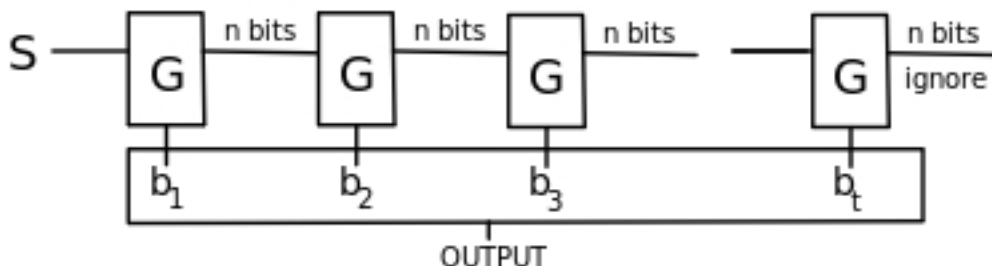 n bits n bits n bits n bits
S G G G G ignore
b1 b2 b3 bt
OUTPUT